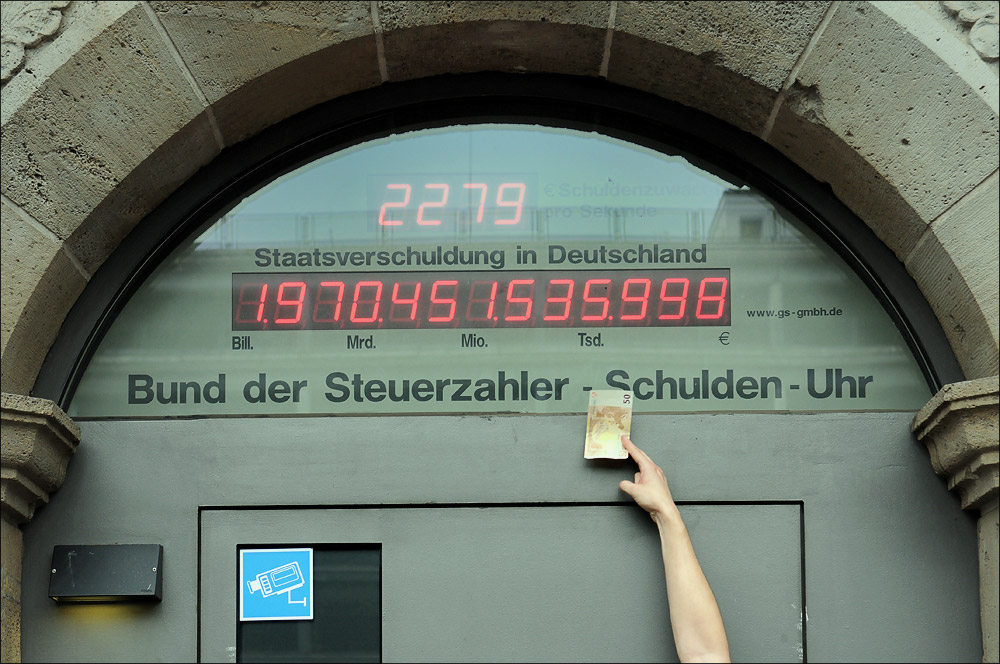 2279 €Schuldenzuwachs
pro Sekunde
Staatsverschuldung in Deutschland
1.970.451.535.998
www.gs-gmbh.de
Bill. Mrd. Mio. Tsd. €
Bund der Steuerzahler - Schulden - Uhr
50